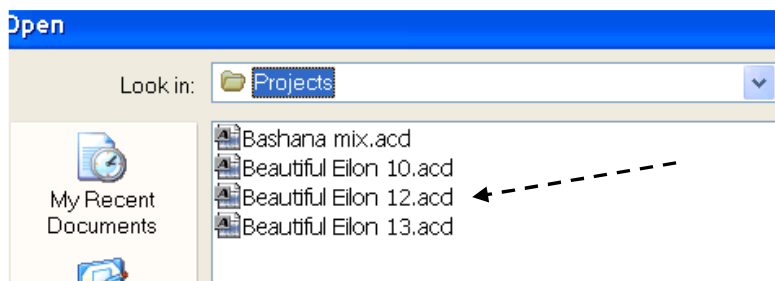 Open
Look in: Projects
Bashana mix.acd
Beautiful Eilon 10.acd
Beautiful Eilon 12.acd
Beautiful Eilon 13.acd
My Recent
Documents